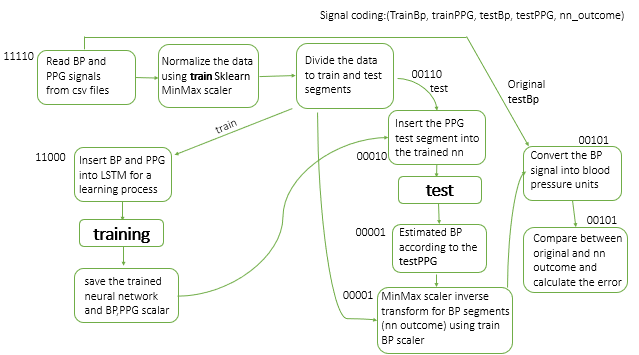 Signal coding:(TrainBp, trainPPG, testBp, testPPG, nn_outcome)
11110
Read BP and
PPG signals
from csv files
Normalize the data
using train Sklearn
MinMax scaler
Divide the data
to train and test
segments
00110
test
Original
testBp
train
Insert the PPG
test segment into
the trained nn
00010
00101
Convert the BP
signal into blood
pressure units
11000
Insert BP and PPG
into LSTM for a
learning process
test
training
00001
Estimated BP
according to the
testPPG
00101
Compare between
original and nn
outcome and
calculate the error
save the trained
neural network
and BP,PPG scalar
00001
MinMax scaler inverse
transform for BP segments
(nn outcome) using train
BP scaler